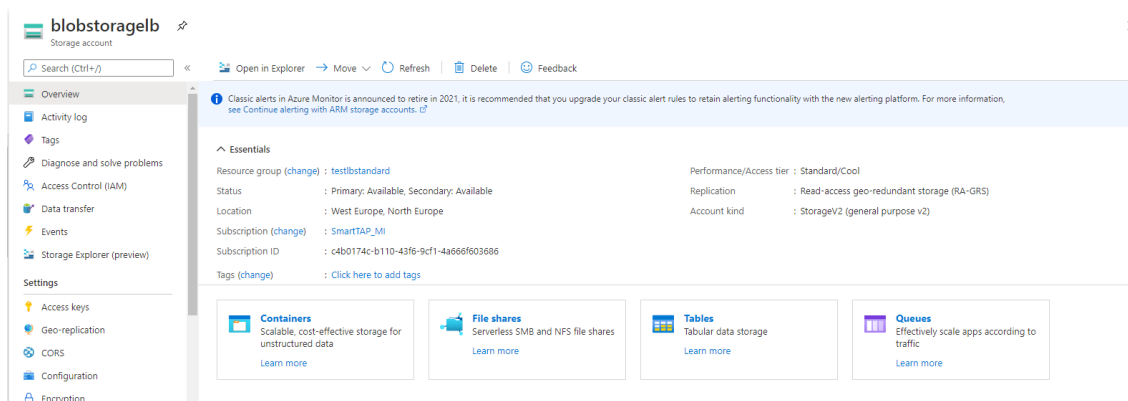 blobstoragelb
Storage account
Search (Ctrl+/)
«
Open in Explorer
Move
Refresh
Delete
Feedback
Overview
Activity log
Tags
Diagnose and solve problems
Access Control (IAM)
Data transfer
Events
Storage Explorer (preview)
Settings
Access keys
Geo-replication
CORS
Configuration
Encryption
Classic alerts in Azure Monitor is announced to retire in 2021, it is recommended that you upgrade your classic alert rules to retain alerting functionality with the new alerting platform. For more information,
see Continue alerting with ARM storage accounts.
Essentials
Resource group (change) : testlbstandard
Status : Primary: Available, Secondary: Available
Location : West Europe, North Europe
Subscription (change) : SmartTAP_MI
Subscription ID : c4b0174c-b110-43f6-9cf1-4a666f603686
Tags (change) : Click here to add tags
Performance/Access tier : Standard/Cool
Replication : Read-access geo-redundant storage (RA-GRS)
Account kind : StorageV2 (general purpose v2)
Containers
Scalable, cost-effective storage for
unstructured data
Learn more
File shares
Serverless SMB and NFS file shares
Learn more
Tables
Tabular data storage
Learn more
Queues
Effectively scale apps according to
traffic
Learn more